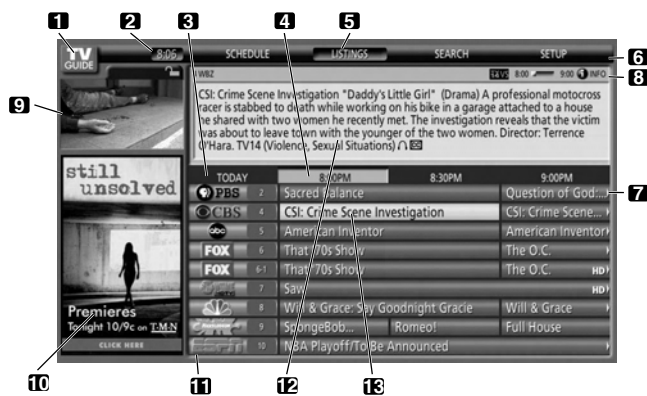 1 2 3 4 5
TV GUIDE 8:06 SCHEDULE LISTINGS SEARCH SETUP 6
WBZ 8:00 9:00 INFO 8
CSI: Crime Scene Investigation "Daddy's Little Girl" (Drama) A professional motocross
racer is stabbed to death while working on his bike in a garage attached to a house
he shared with two women he recently met. The investigation reveals that the victim
was about to leave town with the younger of the two women. Director: Terrence
O'Hara. TV14 (Violence, Sexual Situations)
9
still
unsolved
Premieres
Tonight 10/9c on T·M·N
CLICK HERE
10
TODAY 8:00PM 8:30PM 9:00PM
PBS 2 Sacred Balance Question of God:... 7
CBS 4 CSI: Crime Scene Investigation CSI: Crime Scene...
abc 5 American Inventor American Inventor
FOX 6 That '70s Show The O.C.
FOX 6-1 That '70s Show The O.C. HD
7 Saw HD
8 Will & Grace: Say Goodnight Gracie Will & Grace
9 SpongeBob... Romeo! Full House
10 NBA Playoff/To Be Announced
11 12 13